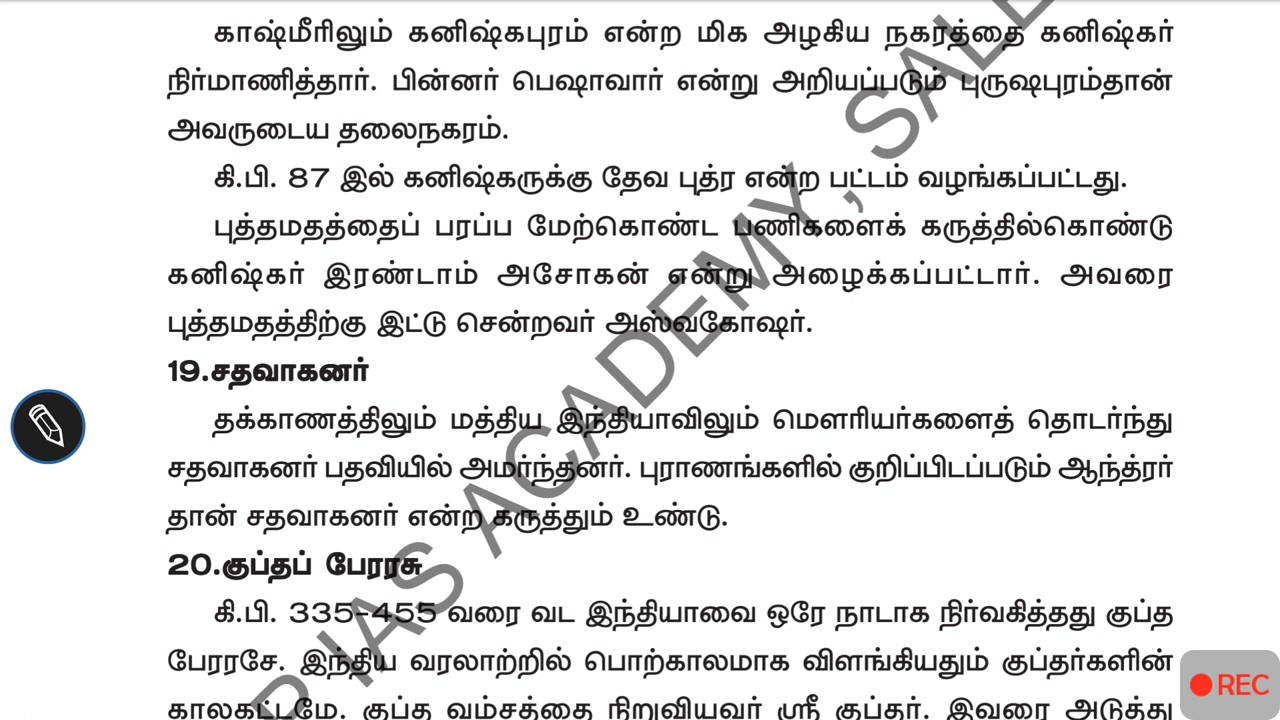 காஷ்மீரிலும் கனிஷ்கபுரம் என்ற மிக அழகிய நகரத்தை கனிஷ்கர்
நிர்மாணித்தார். பின்னர் பெஷாவார் என்று அறியப்படும் புருஷபுரம்தான்
அவருடைய தலைநகரம்.
கி.பி. 87 இல் கனிஷ்கருக்கு தேவ புத்ர என்ற பட்டம் வழங்கப்பட்டது.
புத்தமதத்தைப் பரப்ப மேற்கொண்ட பணிகளைக் கருத்தில்கொண்டு
கனிஷ்கர் இரண்டாம் அசோகன் என்று அழைக்கப்பட்டார். அவரை
புத்தமதத்திற்கு இட்டு சென்றவர் அஸ்வகோஷர்.
19.சதவாகனர்
தக்காணத்திலும் மத்திய இந்தியாவிலும் மௌரியர்களைத் தொடர்ந்து
சதவாகனர் பதவியில் அமர்ந்தனர். புராணங்களில் குறிப்பிடப்படும் ஆந்த்ரர்
தான் சதவாகனர் என்ற கருத்தும் உண்டு.
20.குப்தப் பேரரசு
கி.பி. 335-455 வரை வட இந்தியாவை ஒரே நாடாக நிர்வகித்தது குப்த
பேரரசே. இந்திய வரலாற்றில் பொற்காலமாக விளங்கியதும் குப்தர்களின்
காலகட்டமே. குப்த வம்சத்தை நிறுவியவர் ஸ்ரீ குப்தர். இவரை அடுத்து
IAS ACADEMY,
REC